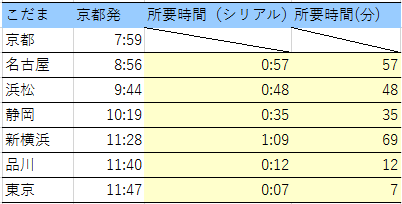 こだま 京都発 所要時間（シリアル） 所要時間(分)
京都 7:59
名古屋 8:56 0:57 57
浜松 9:44 0:48 48
静岡 10:19 0:35 35
新横浜 11:28 1:09 69
品川 11:40 0:12 12
東京 11:47 0:07 7